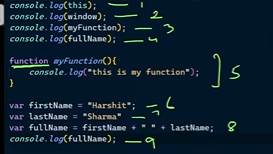 console.log(this); — 1
console.log(window); — 2
console.log(myFunction); — 3
console.log(fullName); — 4
function myFunction(){
console.log("this is my function"); 5
}
var firstName = "Harshit"; — 6
var lastName = "Sharma" — 7
var fullName = firstName + " " + lastName; 8
console.log(fullName); — 9